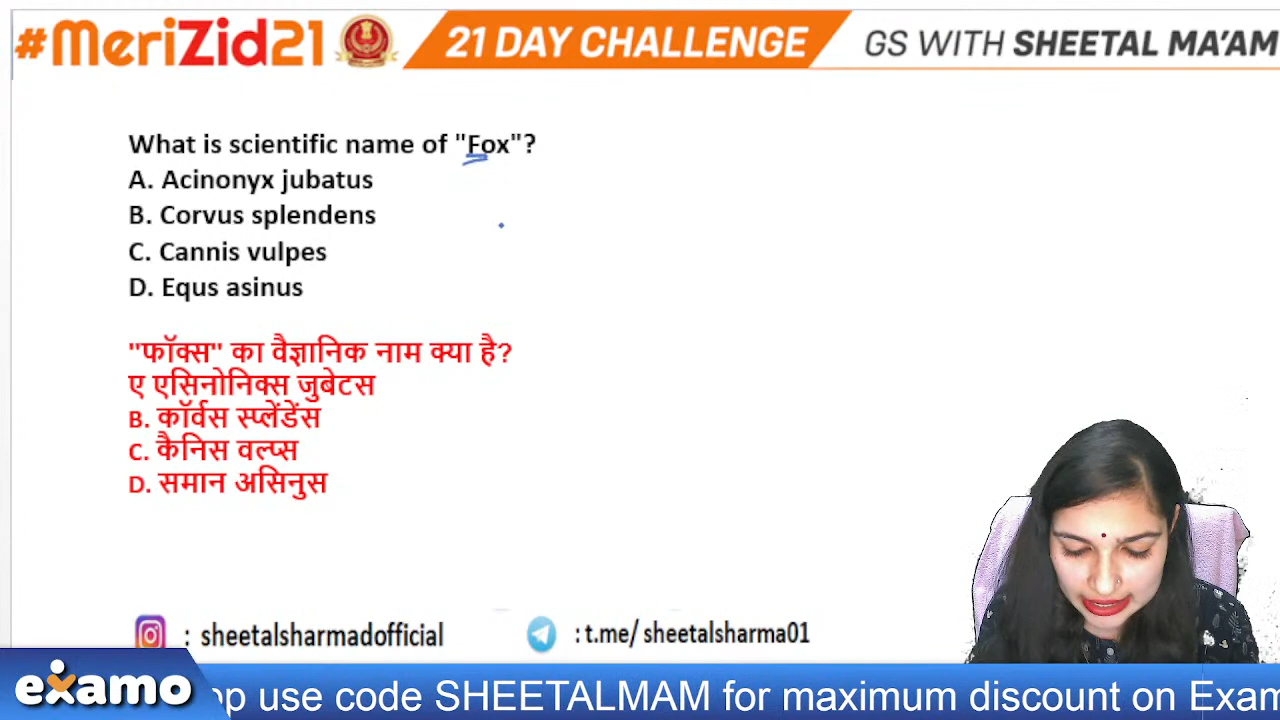 #MeriZid21 21 DAY CHALLENGE GS WITH SHEETAL MA'AM
What is scientific name of "Fox"?
A. Acinonyx jubatus
B. Corvus splendens
C. Cannis vulpes
D. Equs asinus
"फॉक्स" का वैज्ञानिक नाम क्या है?
ए एसिनोनिक्स जुबेटस
B. कॉर्वस स्प्लेंडेंस
C. कैनिस वल्प्स
D. समान असिनुस
: sheetalsharmadofficial : t.me/ sheetalsharma01
examo op use code SHEETALMAM for maximum discount on Exam